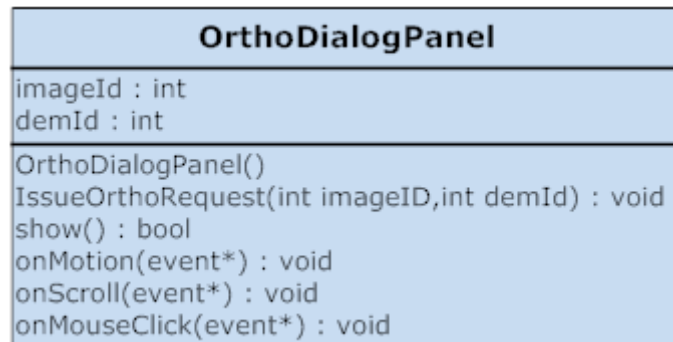 OrthoDialogPanel
imageId : int
demId : int
OrthoDialogPanel()
IssueOrthoRequest(int imageID,int demId) : void
show() : bool
onMotion(event*) : void
onScroll(event*) : void
onMouseClick(event*) : void